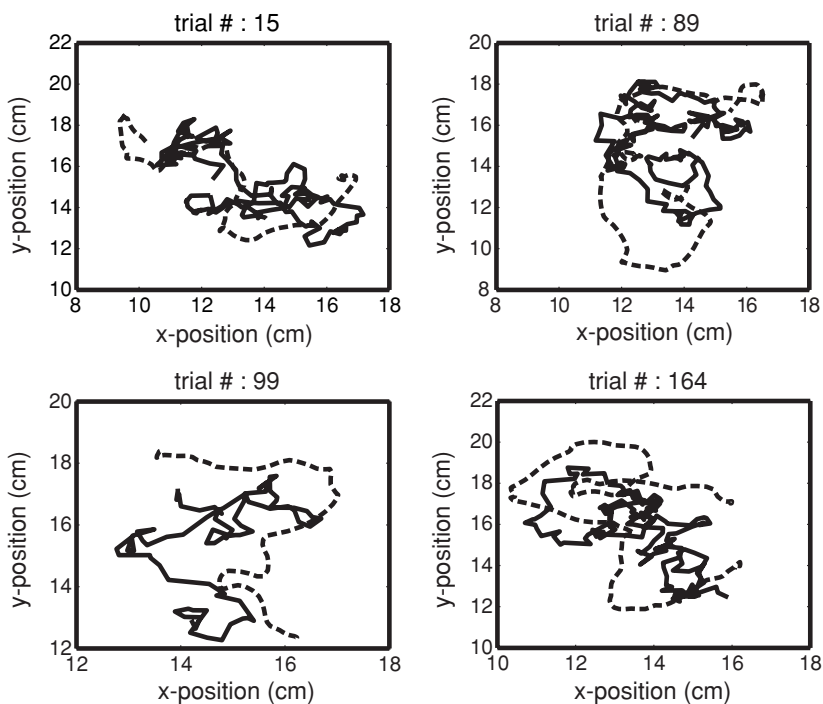 trial # : 15
22
20
18
16
14
12
10
8 10 12 14 16 18
y-position (cm)
x-position (cm)
trial # : 89
20
18
16
14
12
10
8
8 10 12 14 16 18
y-position (cm)
x-position (cm)
trial # : 99
20
18
16
14
12
12 14 16 18
y-position (cm)
x-position (cm)
trial # : 164
22
20
18
16
14
12
10
10 12 14 16 18
y-position (cm)
x-position (cm)